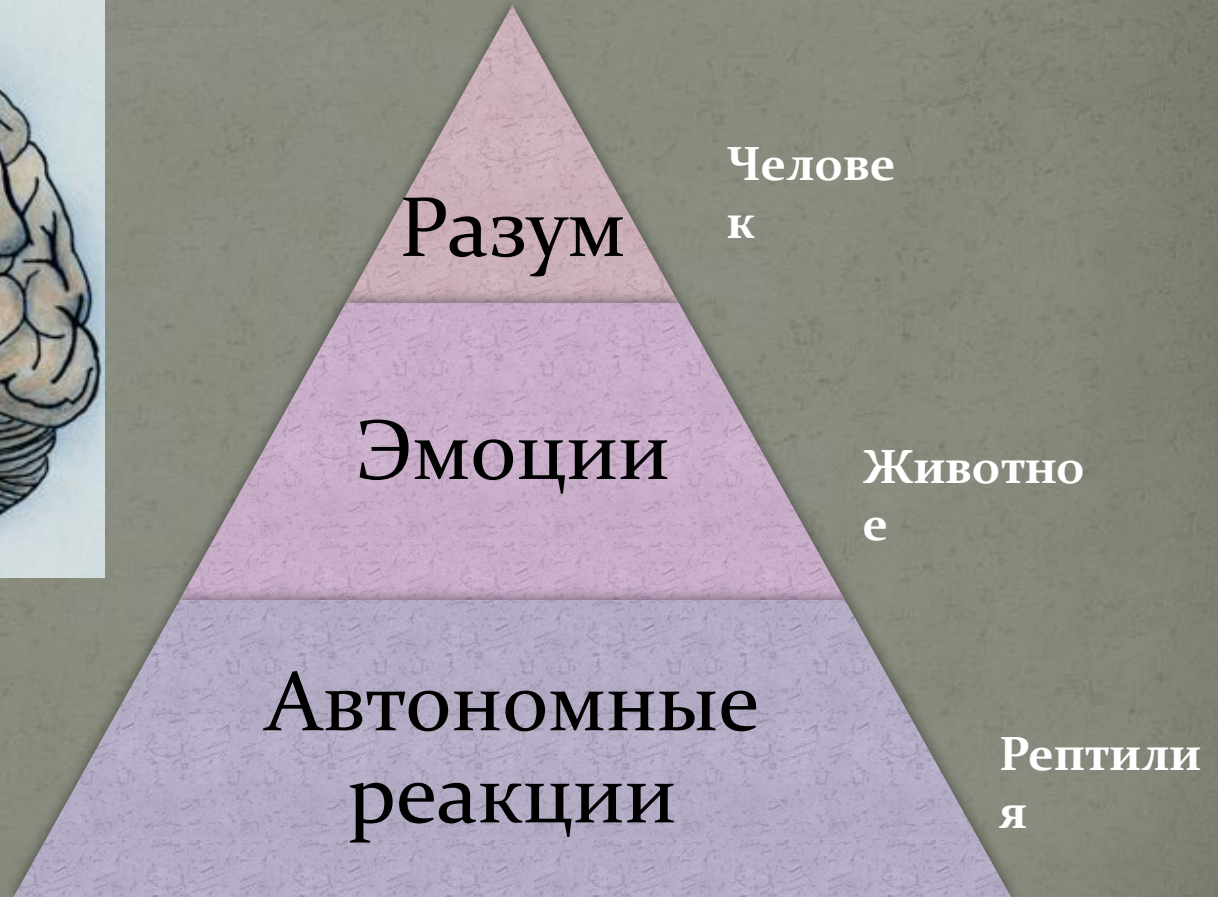 Челове
к
Разум
Эмоции
Животно
е
Автономные
реакции
Рептили
я